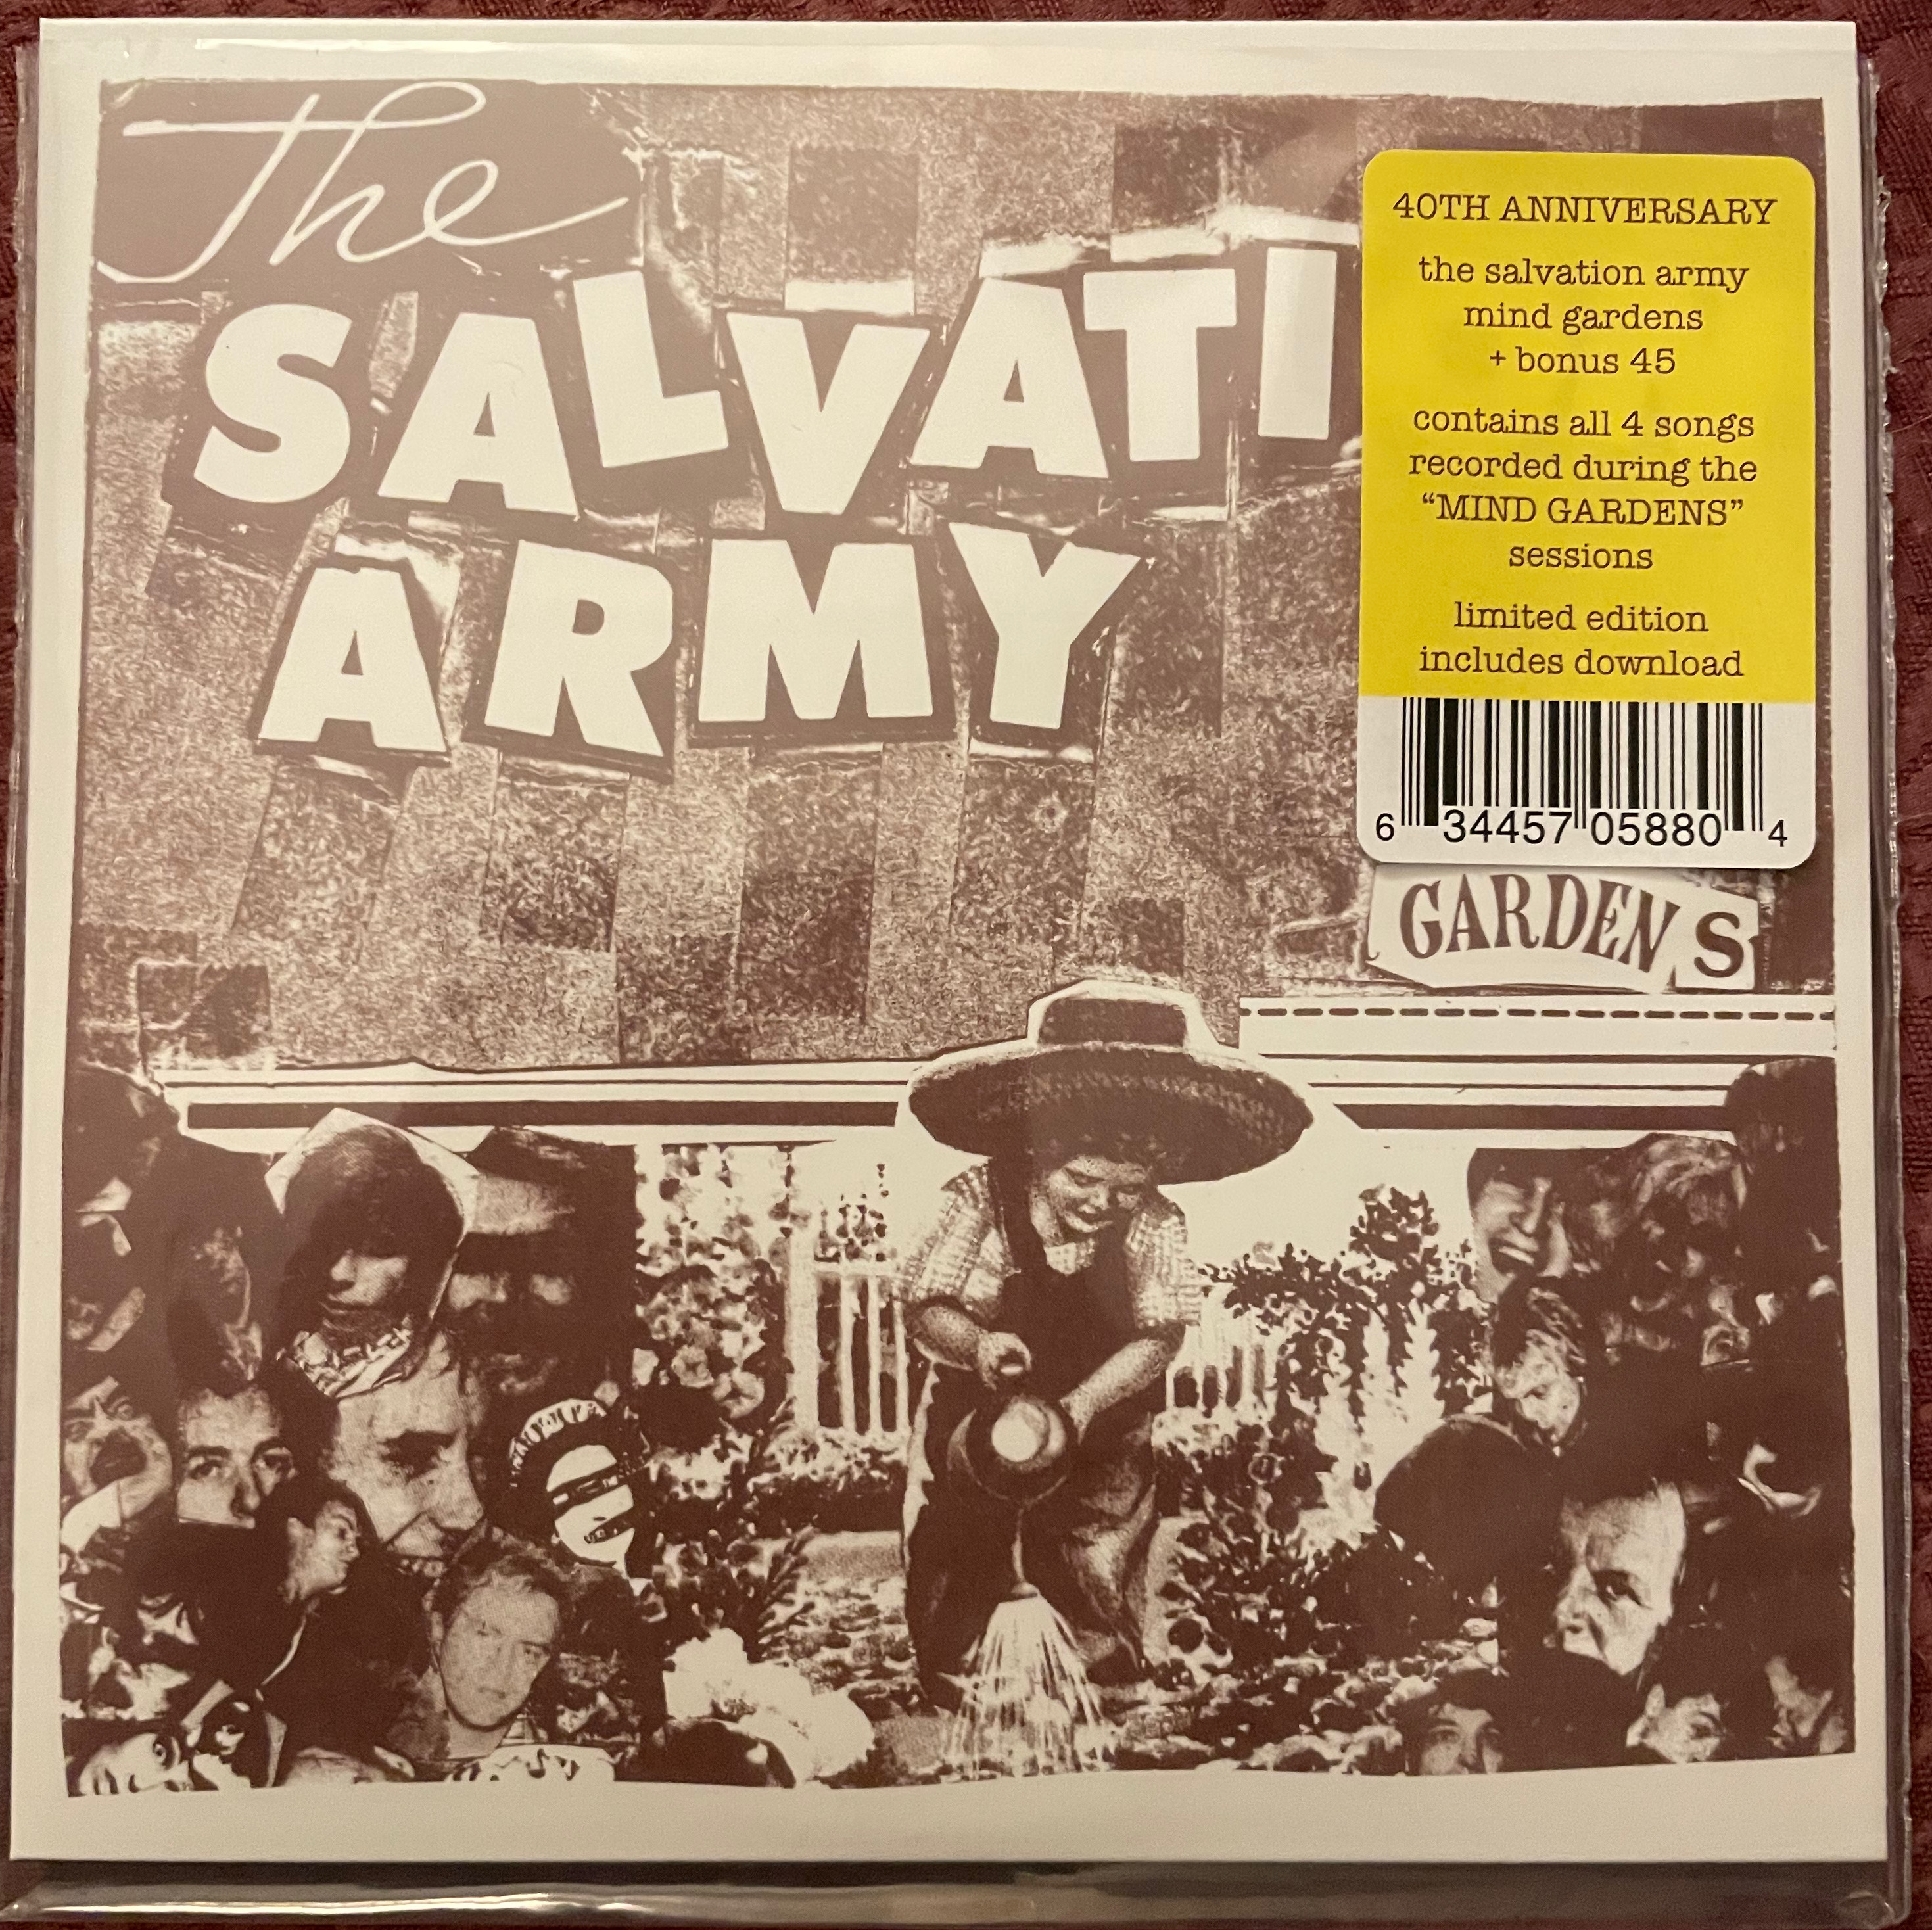 The
SALVATI
ARMY
40TH ANNIVERSARY
the salvation army
mind gardens
+ bonus 45
contains all 4 songs
recorded during the
“MIND GARDENS”
sessions
limited edition
includes download
6 34457 05880 4
GARDENS